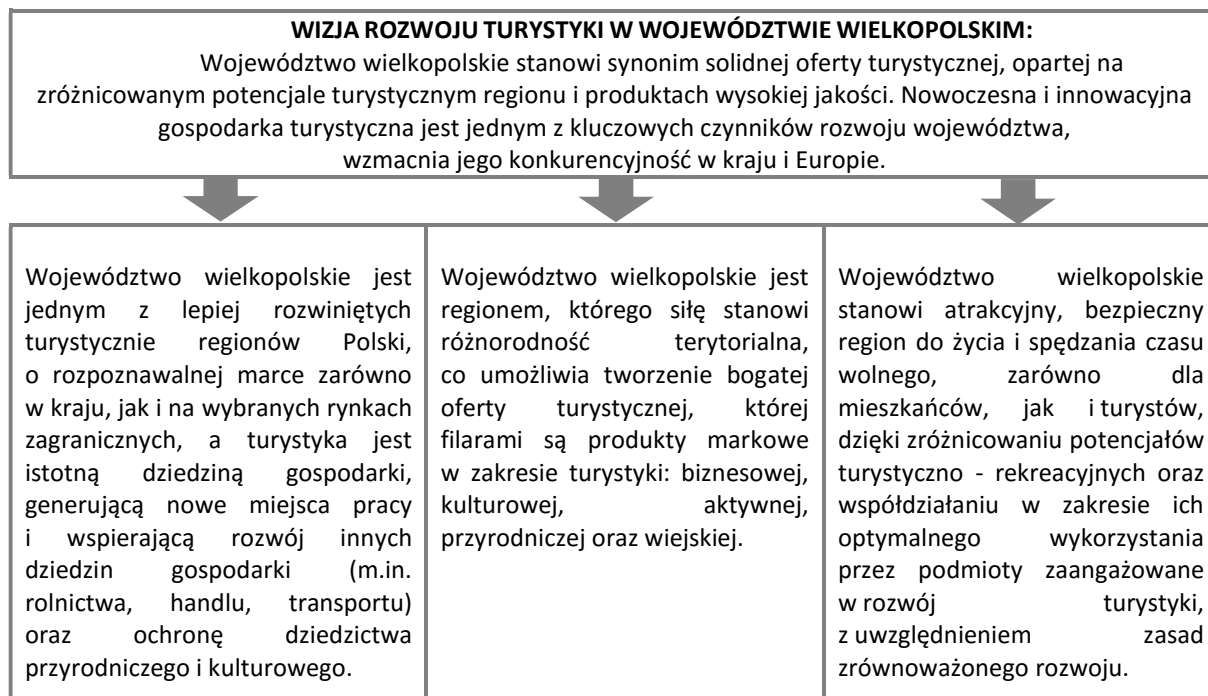 WIZJA ROZWOJU TURYSTYKI W WOJEWÓDZTWIE WIELKOPOLSKIM:
Województwo wielkopolskie stanowi synonim solidnej oferty turystycznej, opartej na
zróżnicowanym potencjale turystycznym regionu i produktach wysokiej jakości. Nowoczesna i innowacyjna
gospodarka turystyczna jest jednym z kluczowych czynników rozwoju województwa,
wzmacnia jego konkurencyjność w kraju i Europie.
Województwo wielkopolskie jest
jednym z lepiej rozwiniętych
turystycznie regionów Polski,
o rozpoznawalnej marce zarówno
w kraju, jak i na wybranych rynkach
zagranicznych, a turystyka jest
istotną dziedziną gospodarki,
generującą nowe miejsca pracy
i wspierającą rozwój innych
dziedzin gospodarki (m.in.
rolnictwa, handlu, transportu)
oraz ochronę dziedzictwa
przyrodniczego i kulturowego.
Województwo wielkopolskie jest
regionem, którego siłę stanowi
różnorodność terytorialna,
co umożliwia tworzenie bogatej
oferty turystycznej, której
filarami są produkty markowe
w zakresie turystyki: biznesowej,
kulturowej, aktywnej,
przyrodniczej oraz wiejskiej.
Województwo wielkopolskie
stanowi atrakcyjny, bezpieczny
region do życia i spędzania czasu
wolnego, zarówno dla
mieszkańców, jak i turystów,
dzięki zróżnicowaniu potencjałów
turystyczno - rekreacyjnych oraz
współdziałaniu w zakresie ich
optymalnego wykorzystania
przez podmioty zaangażowane
w rozwój turystyki,
z uwzględnieniem zasad
zrównoważonego rozwoju.